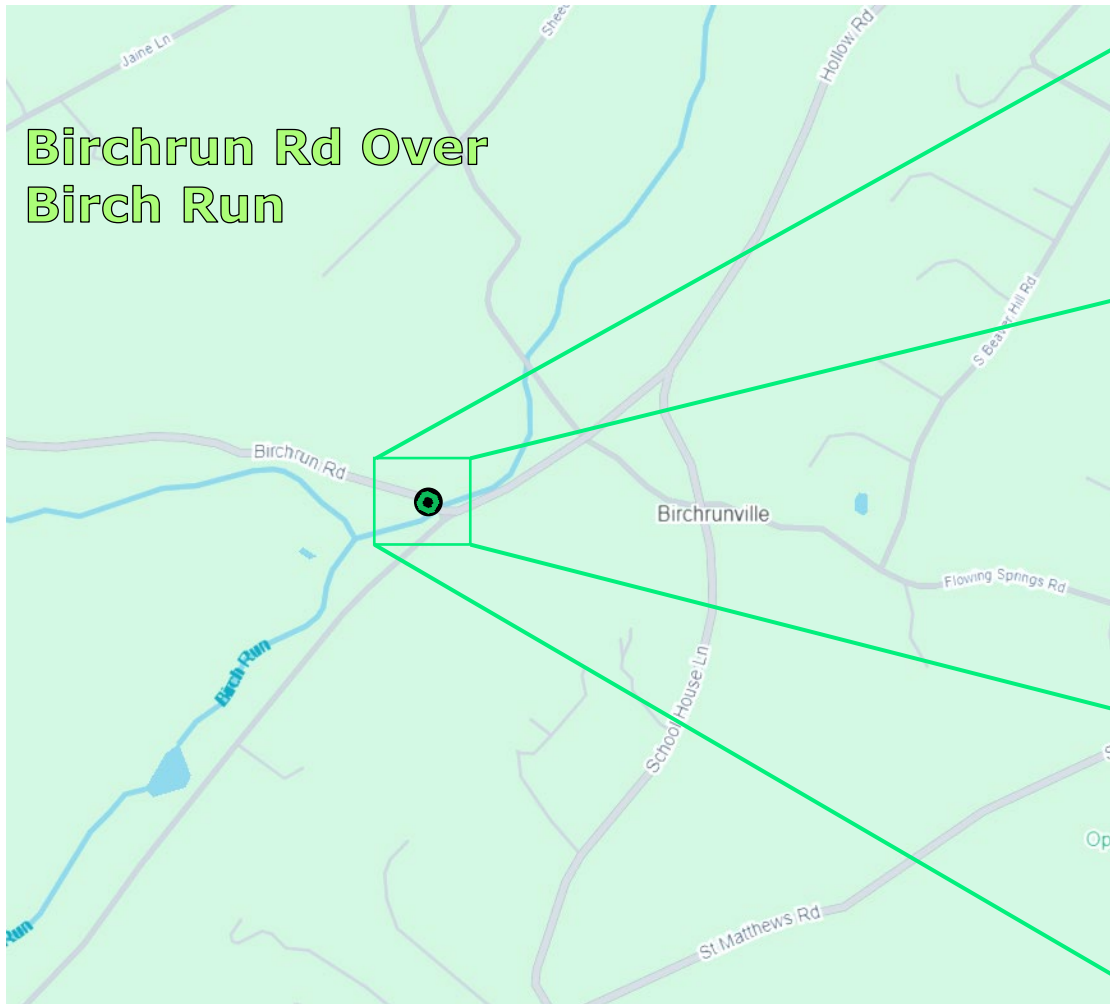 Jaine Ln
Hollow Rd
Birchrun Rd Over
Birch Run
S Beaver Hill Rd
Birchrun Rd
Birchrunville
Flowing Springs Rd
Birch Run
School House Ln
St Matthews Rd
Run